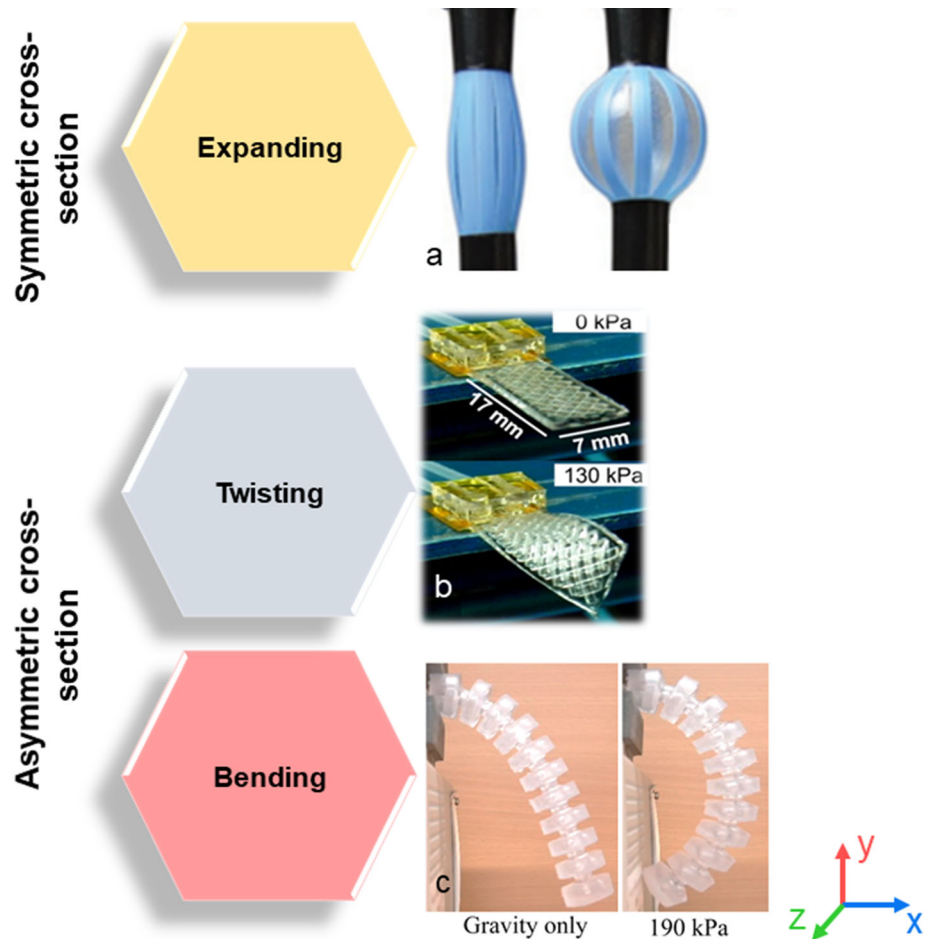 Symmetric cross-
section
Expanding
a
Asymmetric cross-
section
Twisting
0 kPa
17 mm
7 mm
130 kPa
b
Bending
c
Gravity only
190 kPa
y
z
x